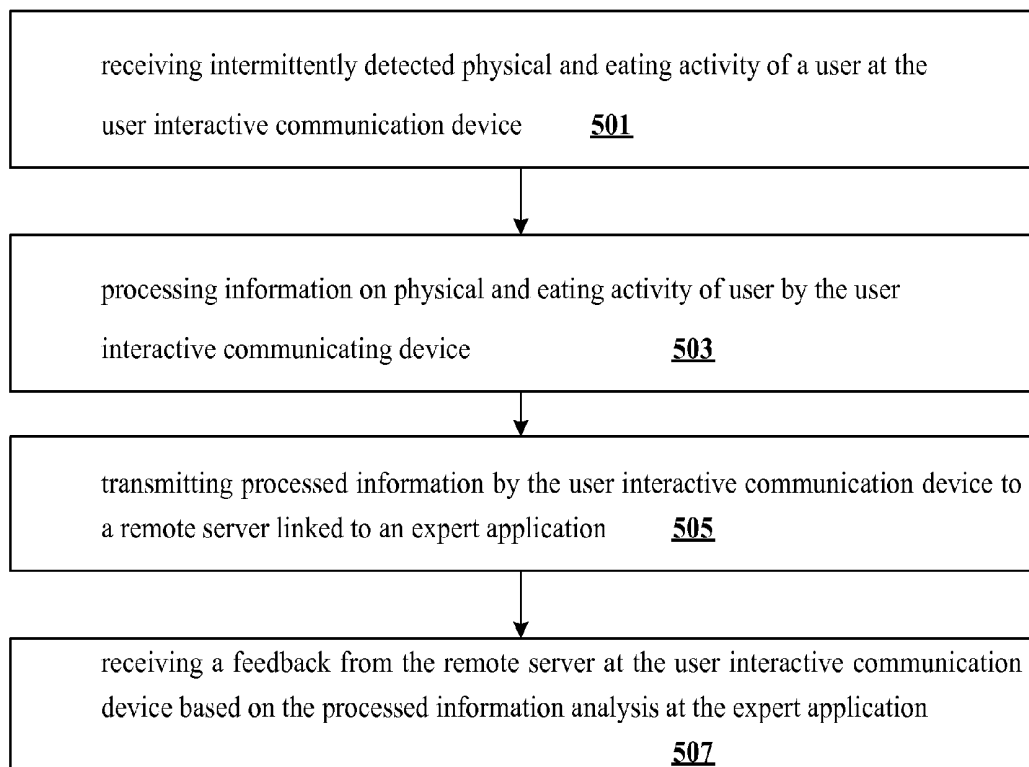 receiving intermittently detected physical and eating activity of a user at the
user interactive communication device 501
processing information on physical and eating activity of user by the user
interactive communicating device 503
transmitting processed information by the user interactive communication device to
a remote server linked to an expert application 505
receiving a feedback from the remote server at the user interactive communication
device based on the processed information analysis at the expert application
507